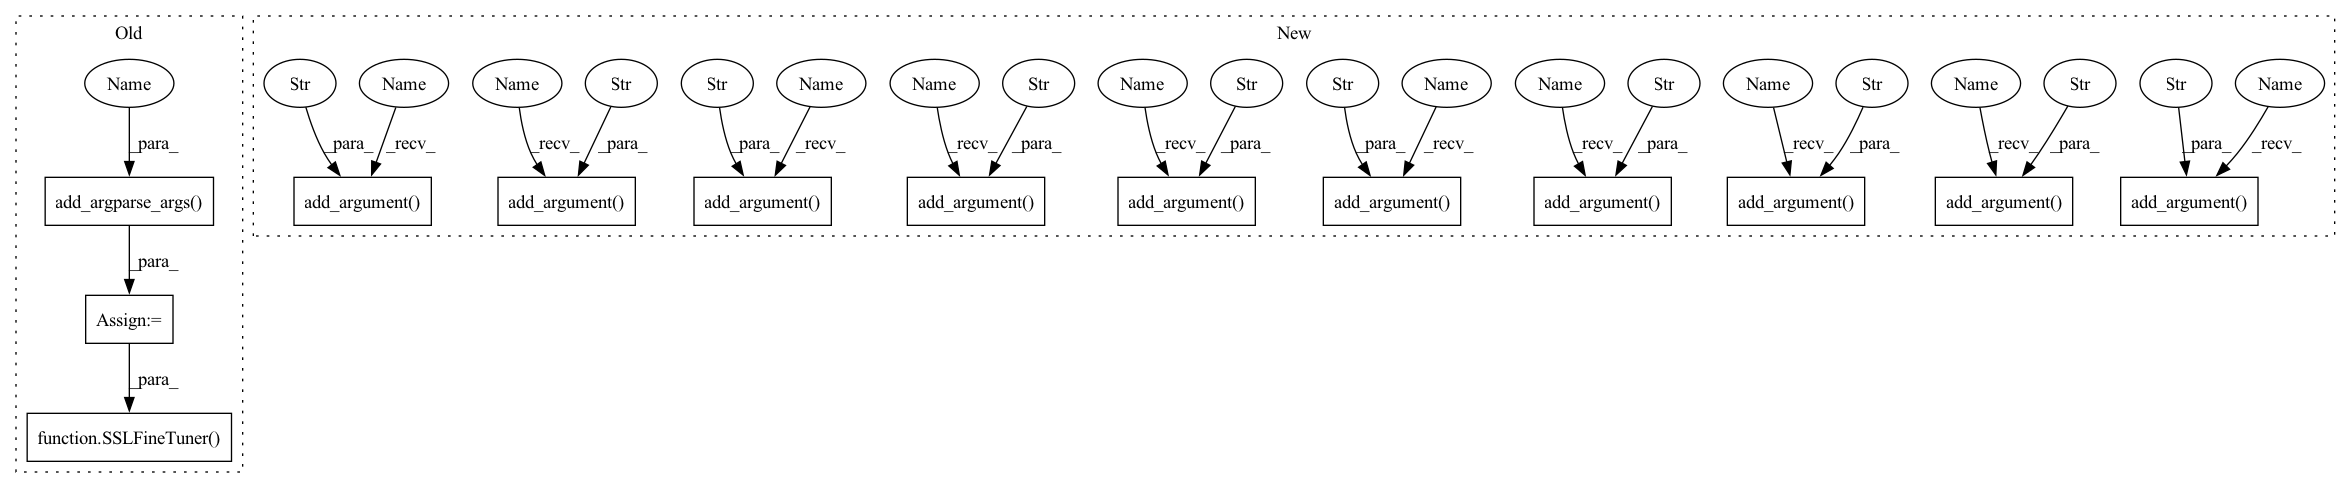 Old
New
Name
Str Name Name Str Str Name Name Str Name Str Str Name Name Str Name Str Name Str Str Name
_para_
_para_ _recv_ _recv_ _para_ _para_ _recv_ _recv_ _para_ _recv_ _para_ _para_ _recv_ _recv_ _para_ _recv_ _para_ _recv_ _para_ _para_ _recv_
add_argparse_args()
add_argument() add_argument() add_argument() add_argument() add_argument() add_argument() add_argument() add_argument() add_argument() add_argument()
_para_
Assign:=
_para_
function.SSLFineTuner()